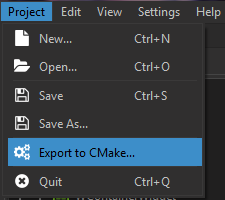 Project Edit View Settings Help
New... Ctrl+N
Open... Ctrl+O
Save Ctrl+S
Save As...
Export to CMake...
Quit Ctrl+Q